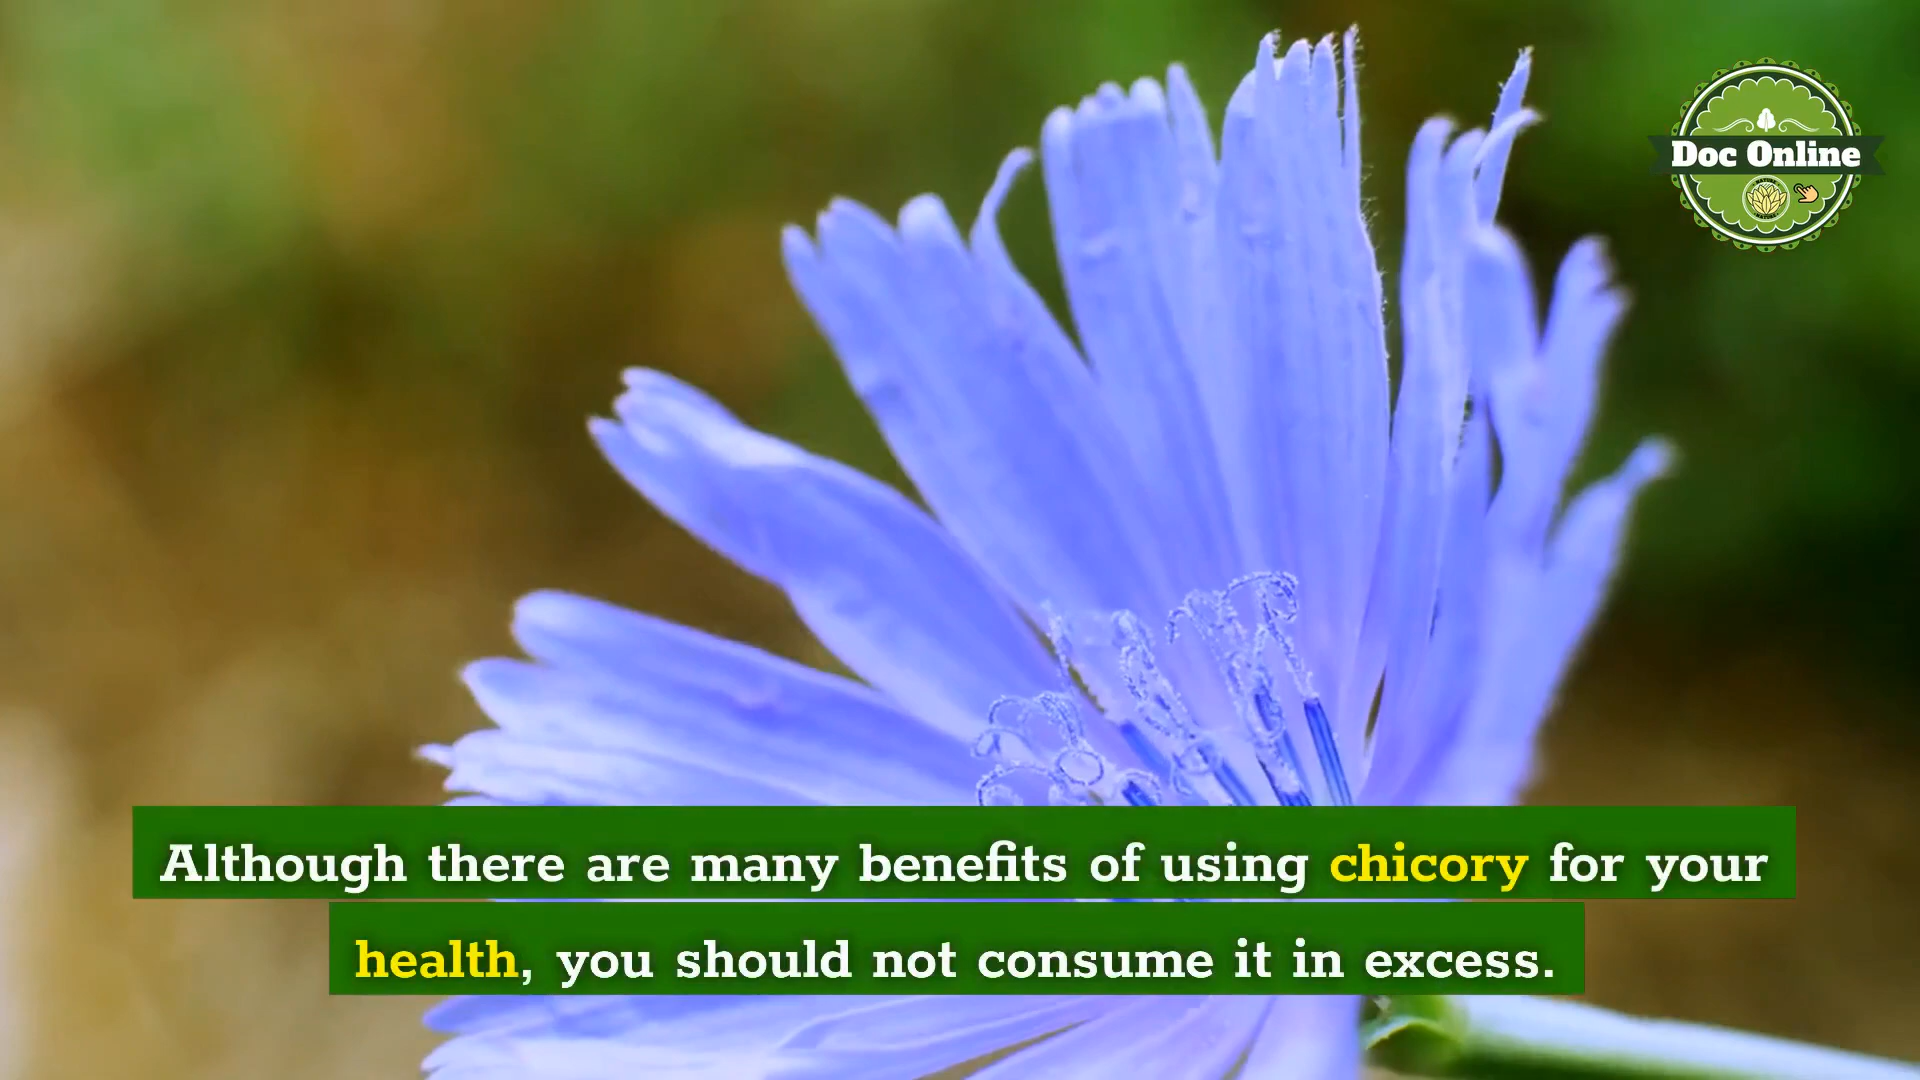 Doc Online
Although there are many benefits of using chicory for your
health, you should not consume it in excess.